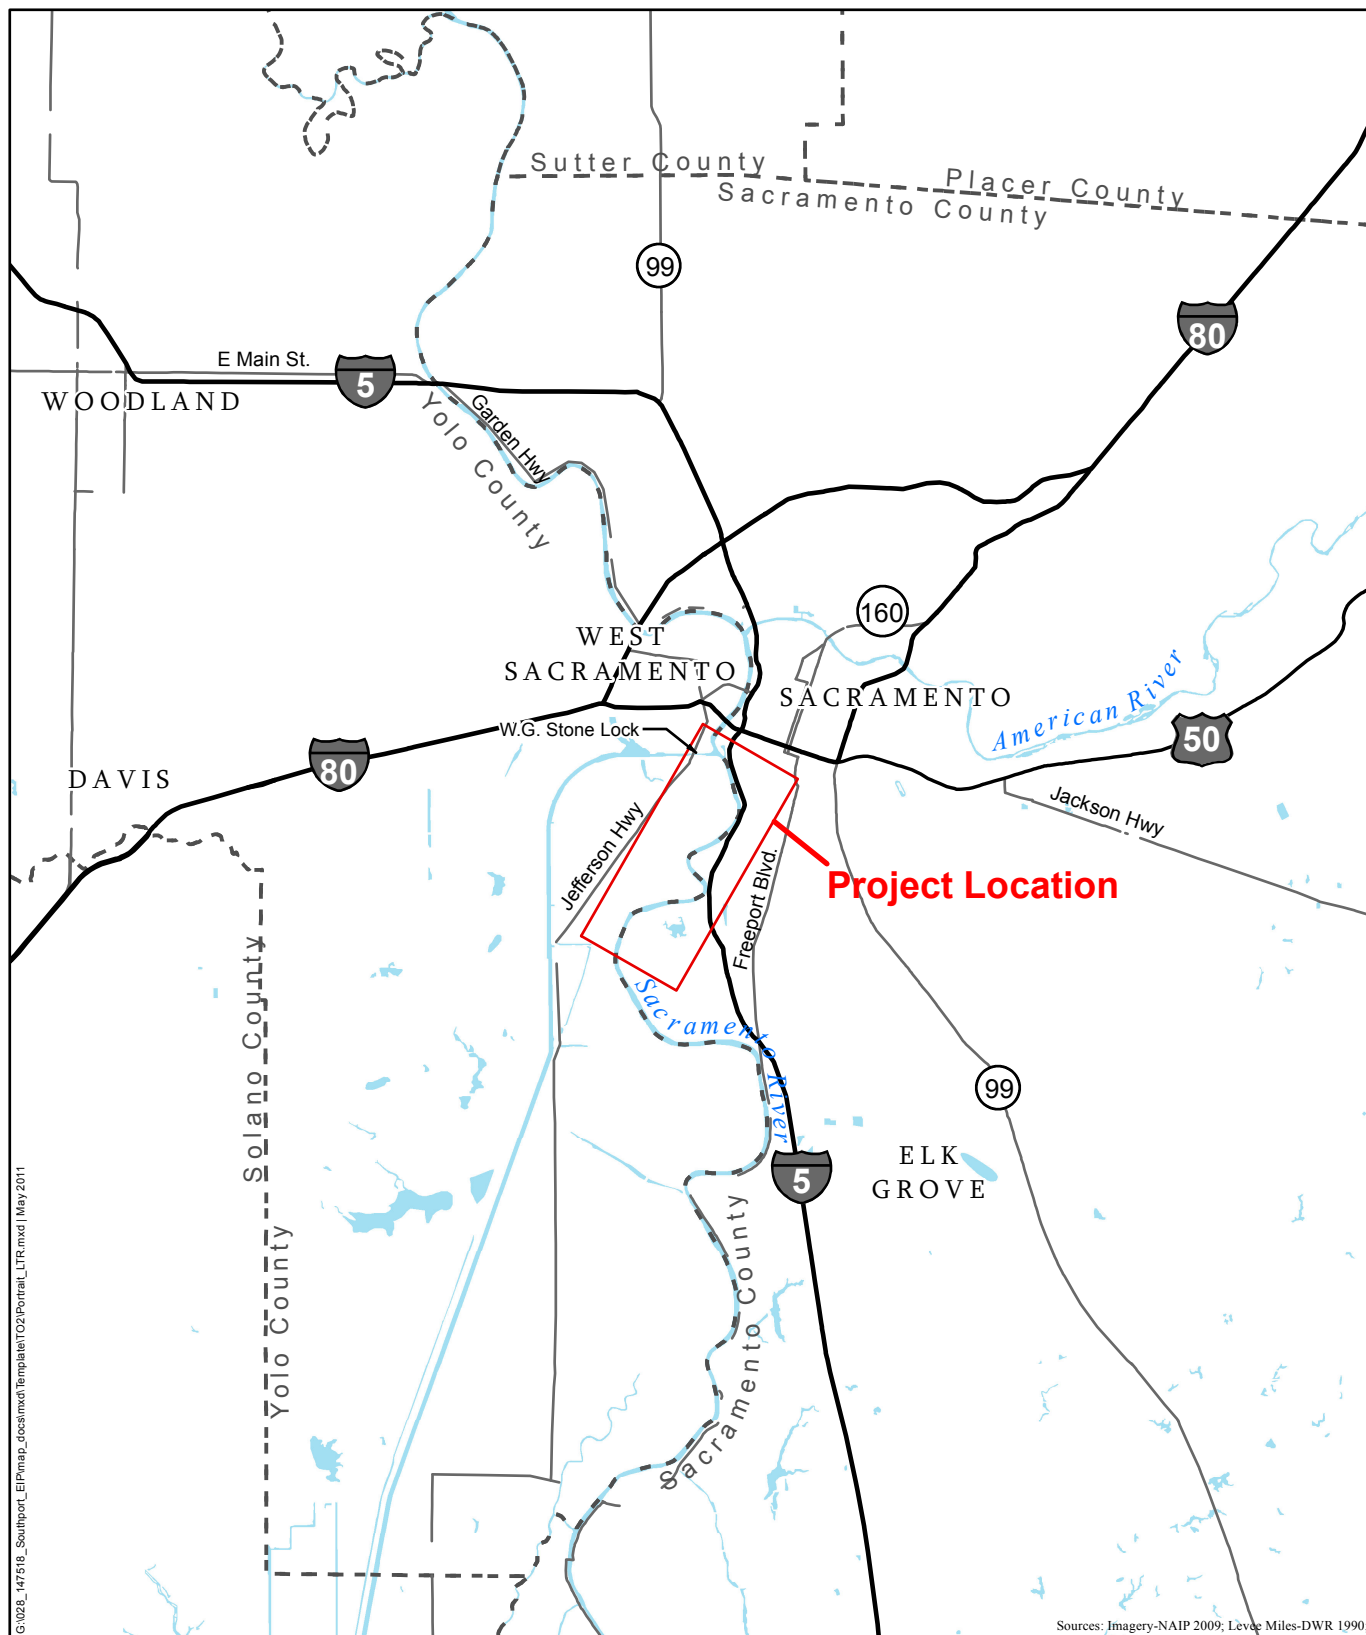 Sutter County
Placer County
Sacramento County
99
80
E Main St.
5
WOODLAND
Garden Hwy
Yolo County
160
WEST
SACRAMENTO
SACRAMENTO
American River
W.G. Stone Lock
50
DAVIS
80
Jackson Hwy
Jefferson Hwy
Freeport Blvd.
Project Location
Solano County
Sacramento River
99
ELK
GROVE
5
Yolo County
Sacramento County
G:\028_147518_Southport_EIP\map_docs\mxd\Template\TO2\Portrait_LTR.mxd | May 2011
Sources: Imagery-NAIP 2009; Levee Miles-DWR 1990